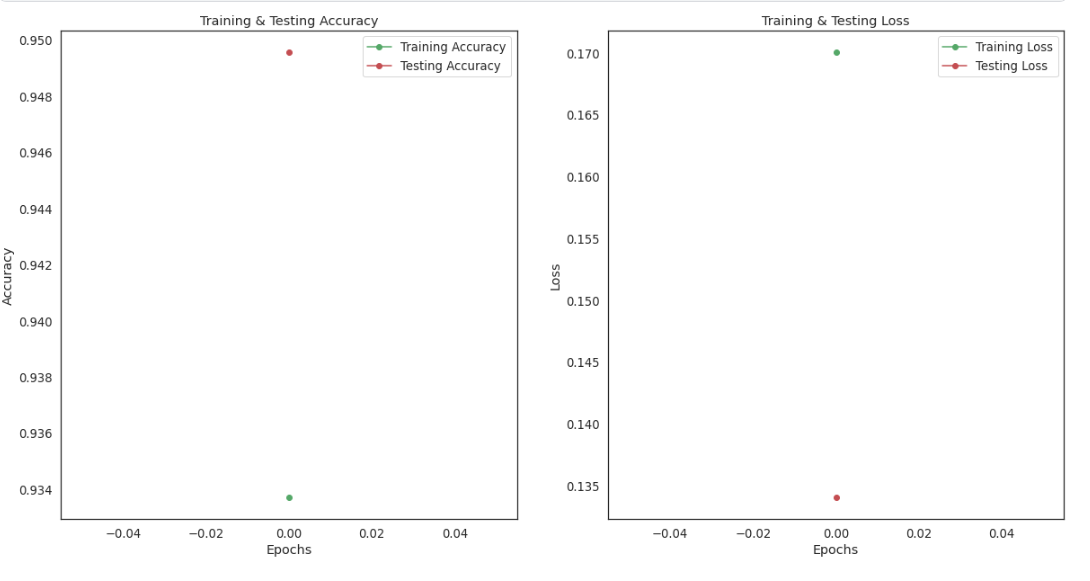 Training & Testing Accuracy
0.950
0.948
0.946
0.944
0.942
0.940
0.938
0.936
0.934
Accuracy
Training Accuracy
Testing Accuracy
−0.04 −0.02 0.00 0.02 0.04
Epochs
Training & Testing Loss
0.170
0.165
0.160
0.155
0.150
0.145
0.140
0.135
Loss
Training Loss
Testing Loss
−0.04 −0.02 0.00 0.02 0.04
Epochs